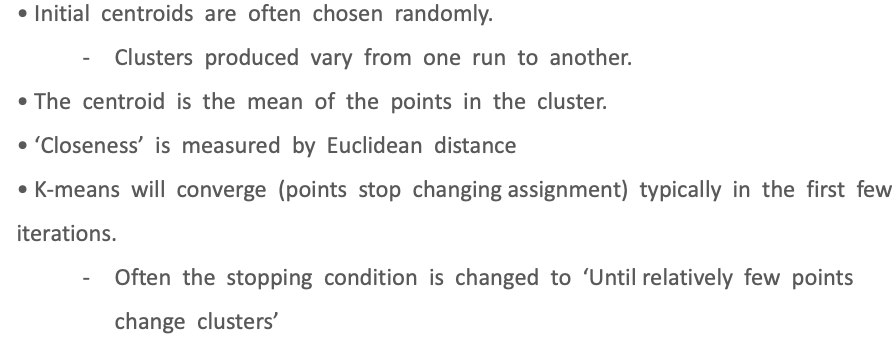 • Initial centroids are often chosen randomly.
- Clusters produced vary from one run to another.
• The centroid is the mean of the points in the cluster.
• ‘Closeness’ is measured by Euclidean distance
• K-means will converge (points stop changing assignment) typically in the first few
iterations.
- Often the stopping condition is changed to ‘Until relatively few points
change clusters’